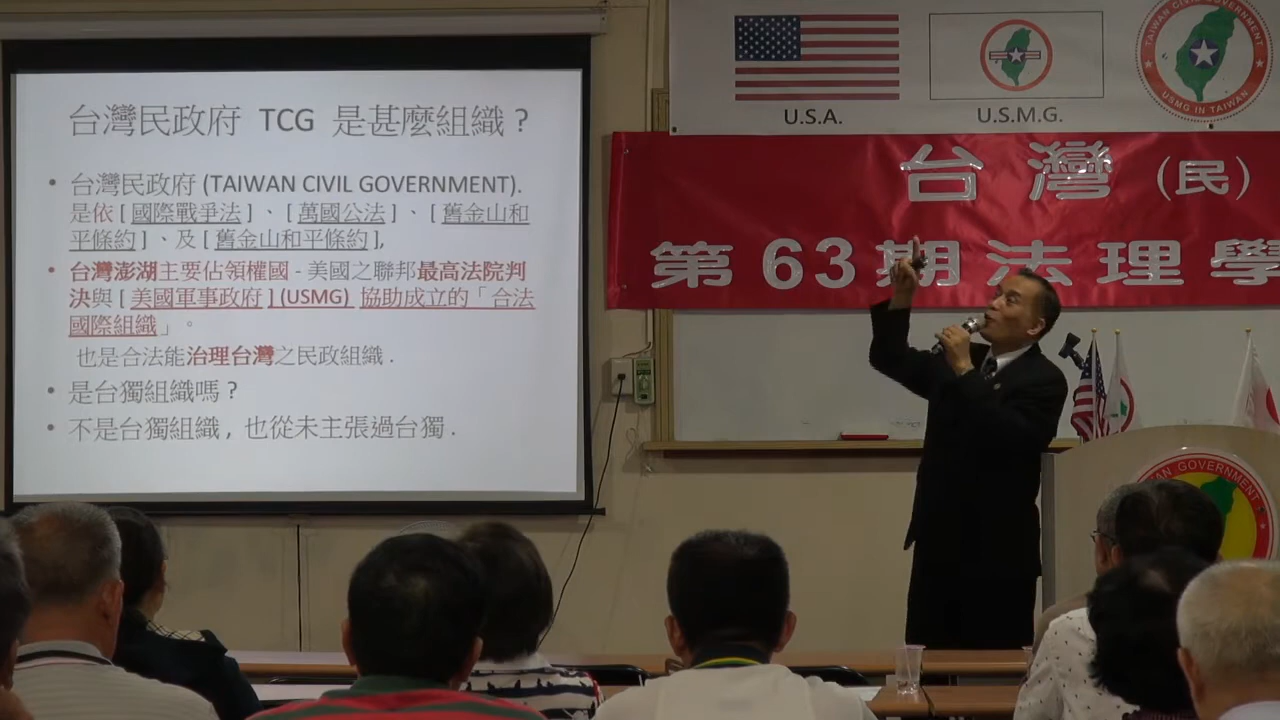 台灣民政府 TCG 是甚麼組織？
• 台灣民政府 (TAIWAN CIVIL GOVERNMENT).
是依 [ 國際戰爭法 ] 、 [ 萬國公法 ] 、 [ 舊金山和
平條約 ] 、及 [ 舊金山和平條約 ],
• 台灣澎湖主要佔領權國 - 美國之聯邦最高法院判
決與 [ 美國軍事政府 ] (USMG) 協助成立的「合法
國際組織」。
也是合法能治理台灣之民政組織 .
• 是台獨組織嗎？
• 不是台獨組織 , 也從未主張過台獨 .
U.S.A.
U.S.M.G.
TAIWAN CIVIL GOVERNMENT
USMG IN TAIWAN
台灣(民)
第63期法理學
GOVERNMENT